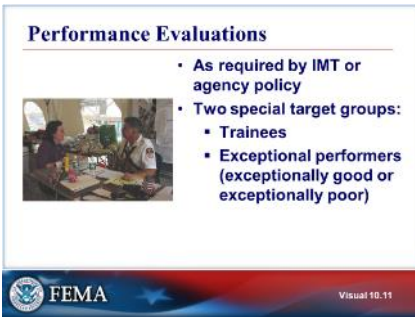 Performance Evaluations
• As required by IMT or
agency policy
• Two special target groups:
▪ Trainees
▪ Exceptional performers
(exceptionally good or
exceptionally poor)
FEMA
Visual 10.11